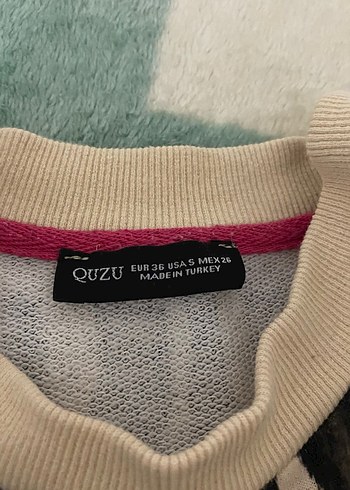 QUZU
EUR 36 USA S MEX 26
MADE IN TURKEY